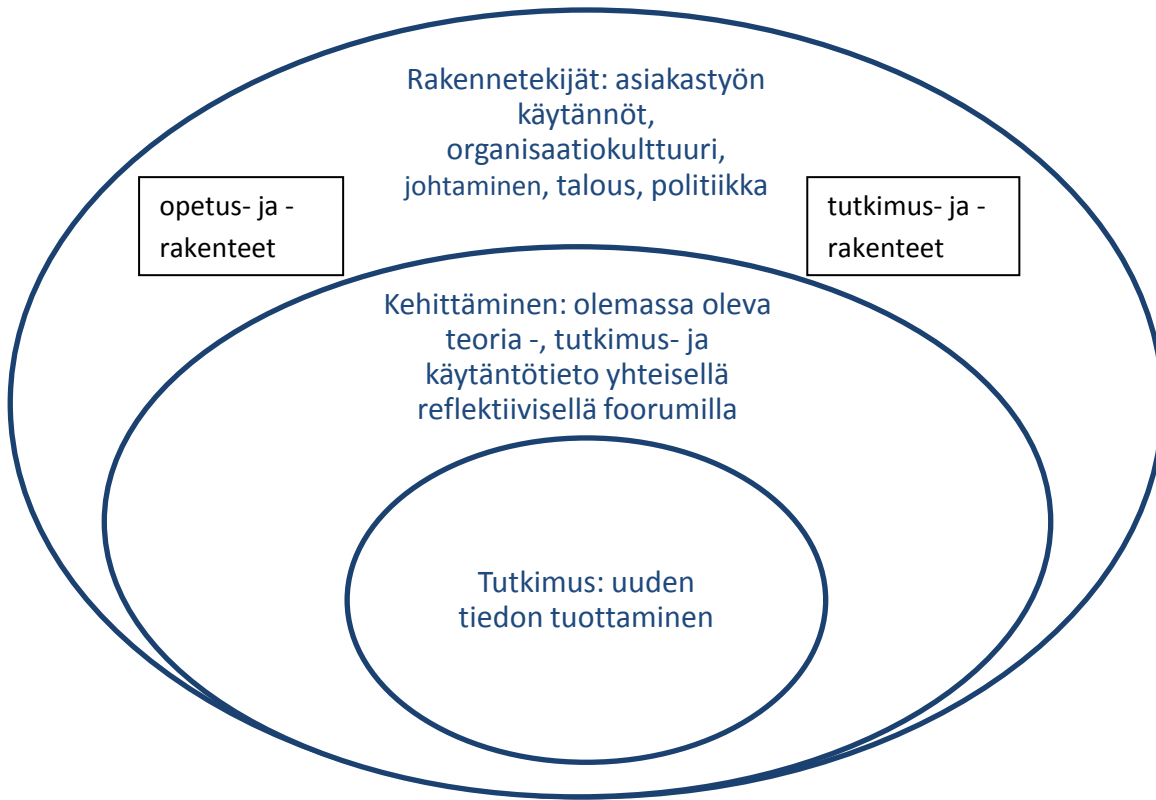 Rakennetekijät: asiakastyön
käytännöt,
organisaatiokulttuuri,
johtaminen, talous, politiikka
opetus- ja -
rakenteet
tutkimus- ja -
rakenteet
Kehittäminen: olemassa oleva
teoria -, tutkimus- ja
käytäntötieto yhteisellä
reflektiivisellä foorumilla
Tutkimus: uuden
tiedon tuottaminen